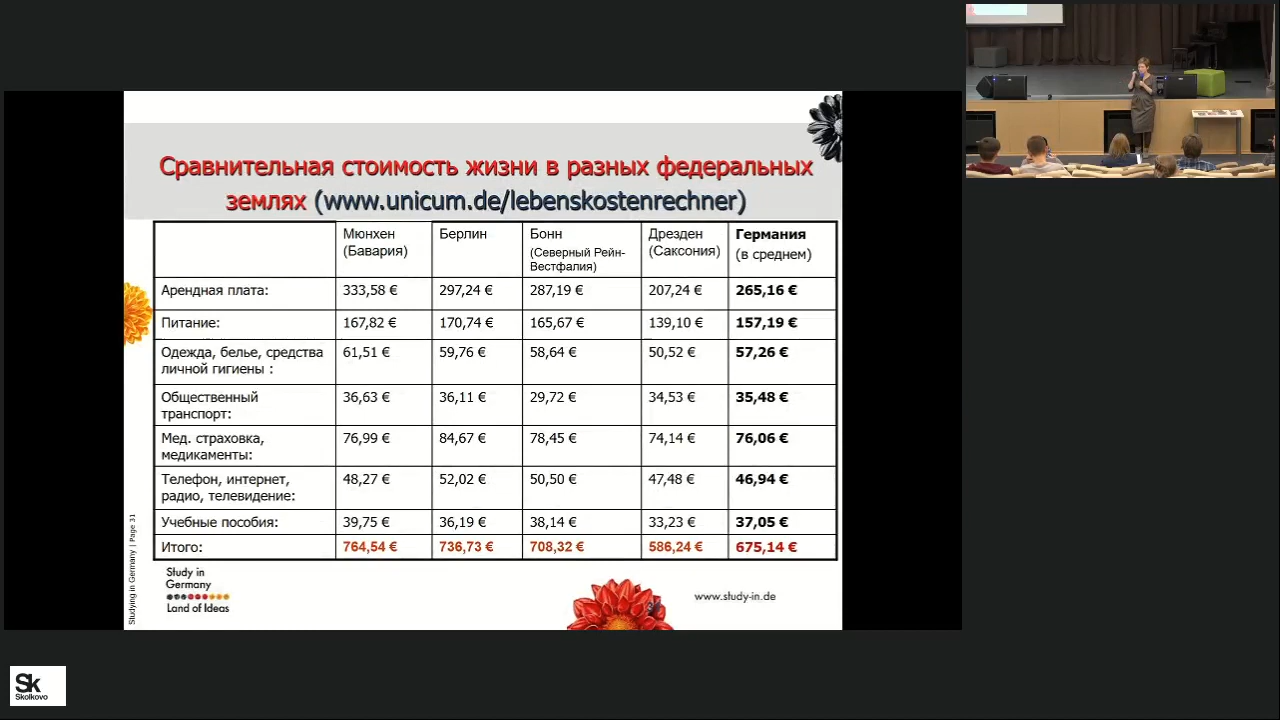 Сравнительная стоимость жизни в разных федеральных
землях (www.unicum.de/lebenskostenrechner)
Мюнхен (Бавария) Берлин Бонн (Северный Рейн-Вестфалия) Дрезден (Саксония) Германия (в среднем)
Арендная плата: 333,58 € 297,24 € 287,19 € 207,24 € 265,16 €
Питание: 167,82 € 170,74 € 165,67 € 139,10 € 157,19 €
Одежда, белье, средства личной гигиены : 61,51 € 59,76 € 58,64 € 50,52 € 57,26 €
Общественный транспорт: 36,63 € 36,11 € 29,72 € 34,53 € 35,48 €
Мед. страховка, медикаменты: 76,99 € 84,67 € 78,45 € 74,14 € 76,06 €
Телефон, интернет, радио, телевидение: 48,27 € 52,02 € 50,50 € 47,48 € 46,94 €
Учебные пособия: 39,75 € 36,19 € 38,14 € 33,23 € 37,05 €
Итого: 764,54 € 736,73 € 708,32 € 586,24 € 675,14 €
Studying in Germany | Page 31
Study in
Germany
Land of Ideas
www.study-in.de
Sk
Skolkovo